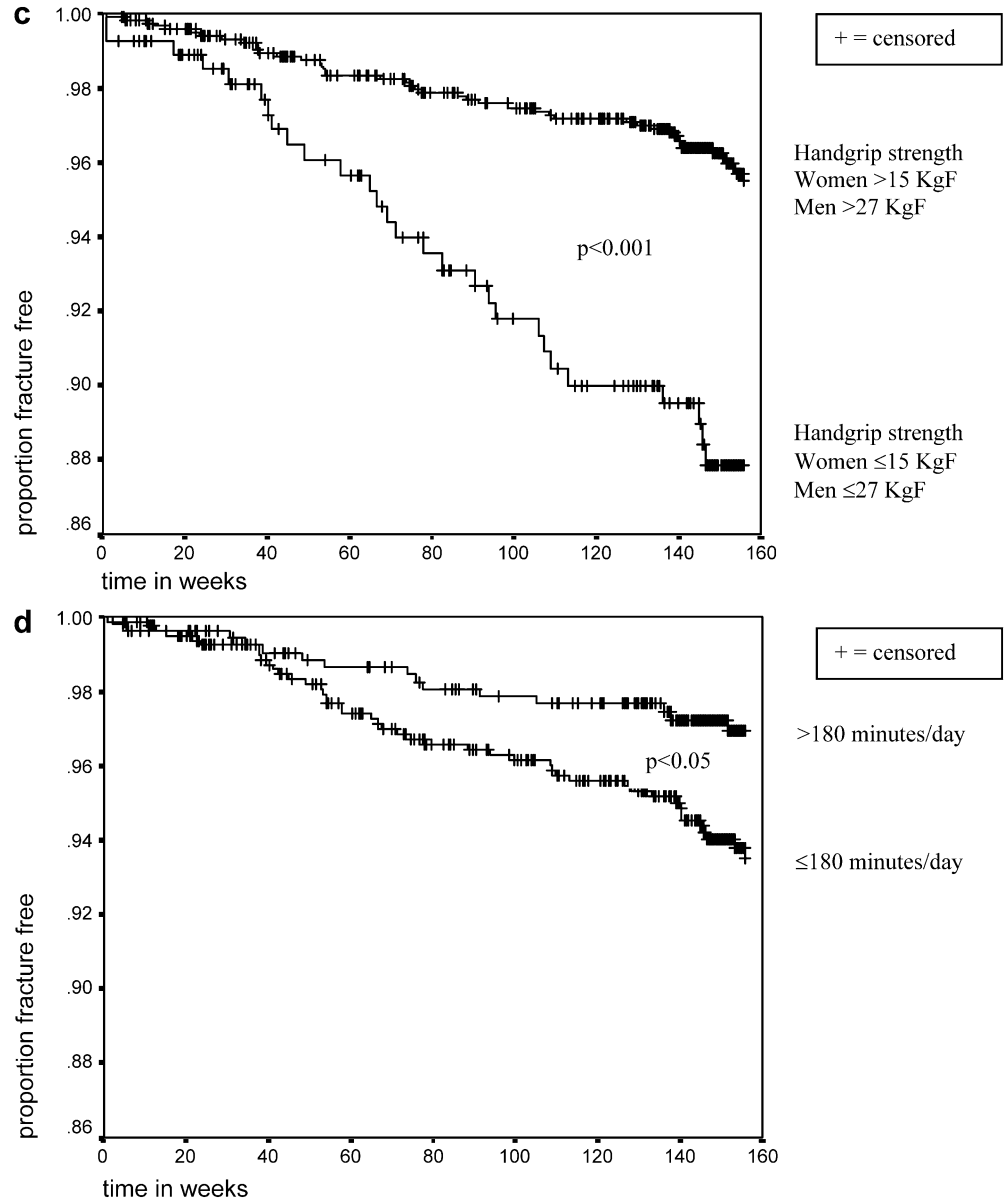 c
1.00
.98
.96
.94
.92
.90
.88
.86
proportion fracture free
0 20 40 60 80 100 120 140 160
time in weeks
p<0.001
+ = censored
Handgrip strength
Women >15 KgF
Men >27 KgF
Handgrip strength
Women ≤15 KgF
Men ≤27 KgF
d
1.00
.98
.96
.94
.92
.90
.88
.86
proportion fracture free
0 20 40 60 80 100 120 140 160
time in weeks
p<0.05
+ = censored
>180 minutes/day
≤180 minutes/day